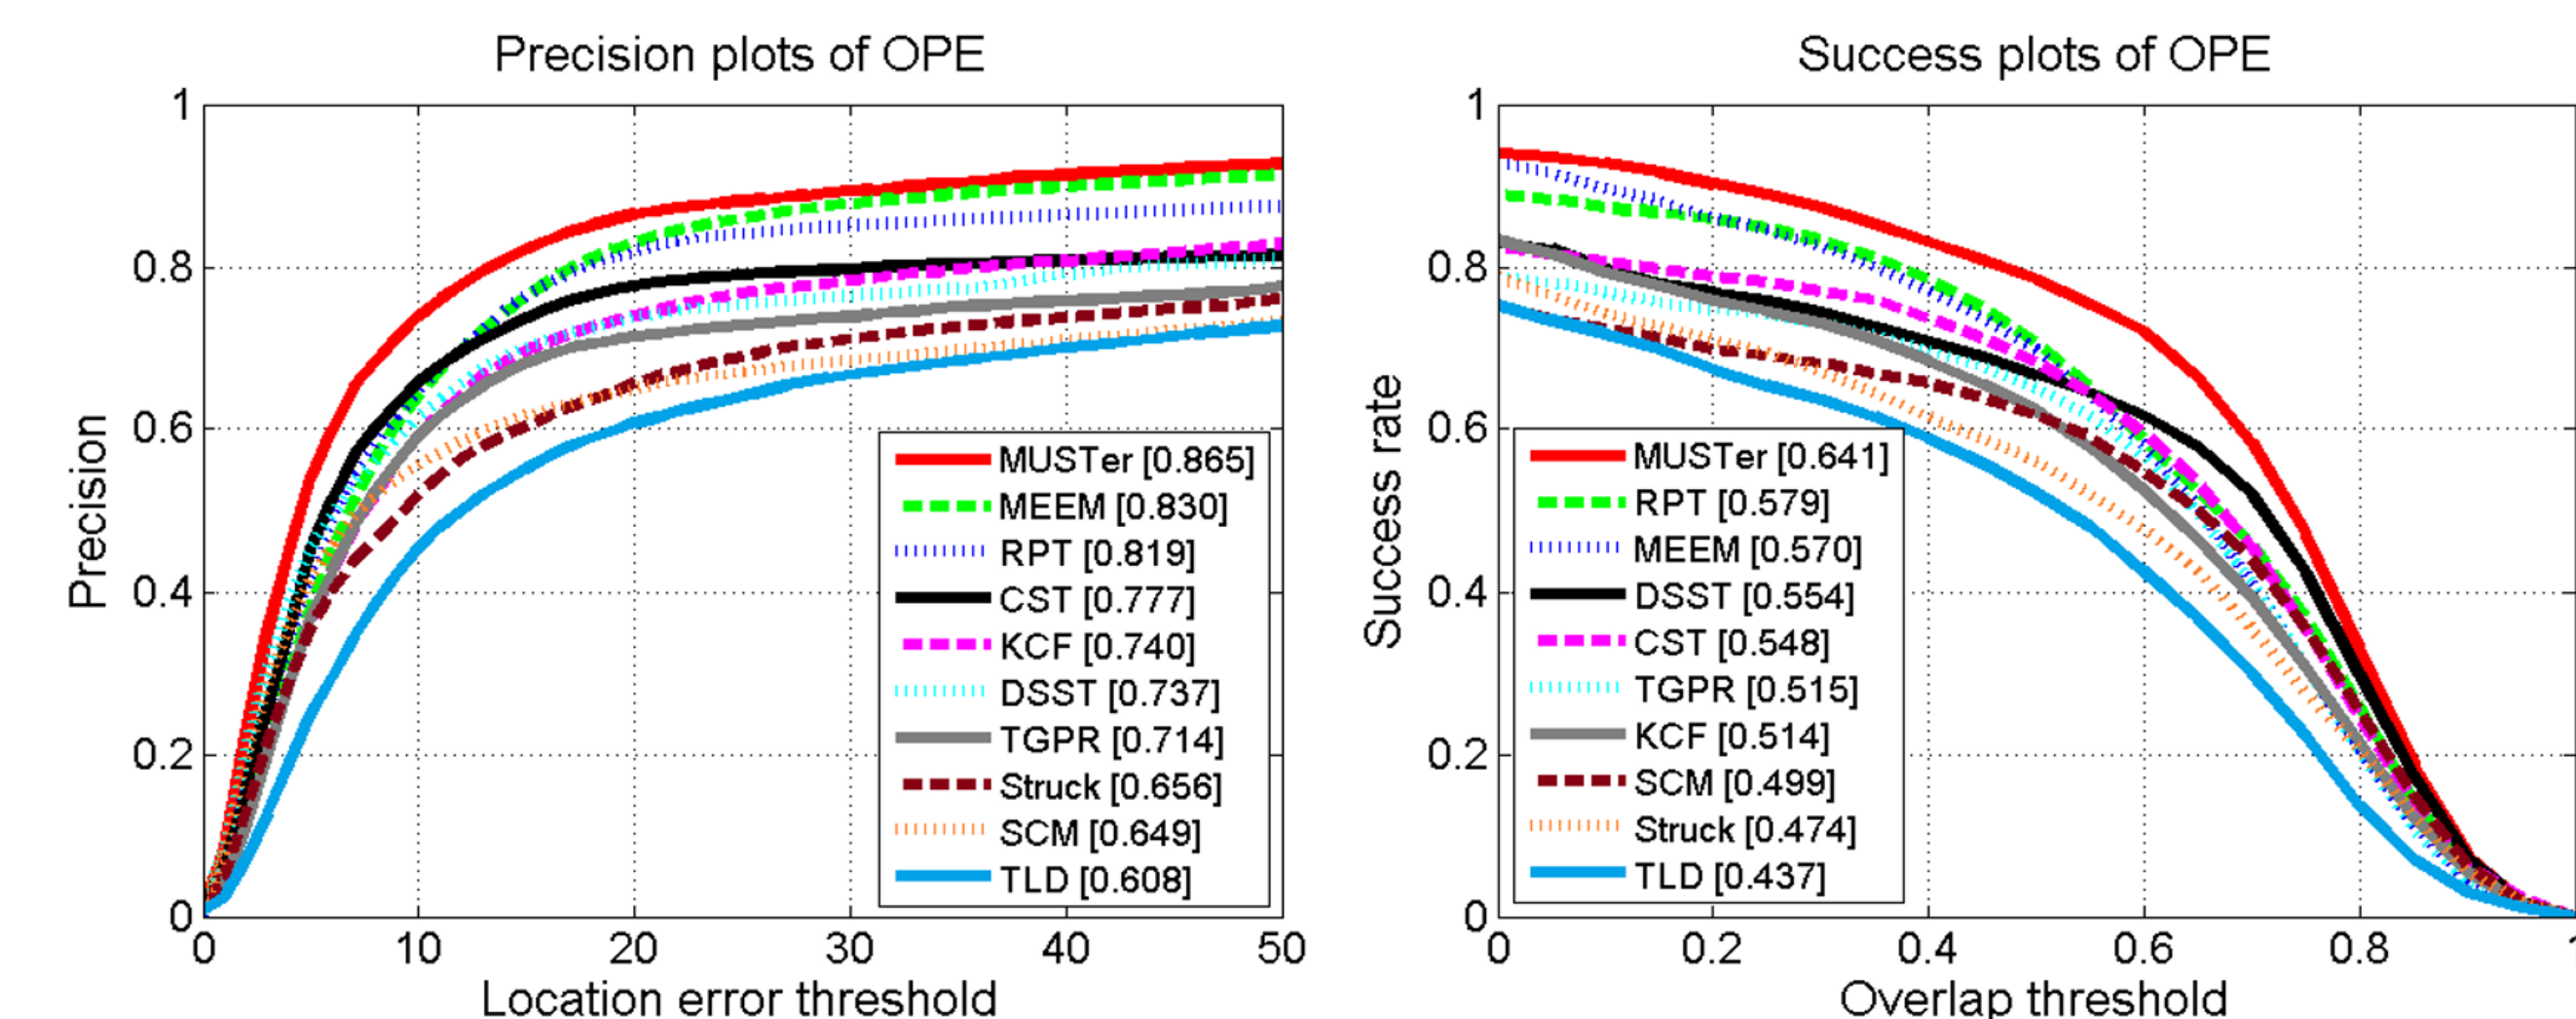 Precision plots of OPE
1
0.8
0.6
0.4
0.2
0
Precision
0 10 20 30 40 50
Location error threshold
MUSTer [0.865]
MEEM [0.830]
RPT [0.819]
CST [0.777]
KCF [0.740]
DSST [0.737]
TGPR [0.714]
Struck [0.656]
SCM [0.649]
TLD [0.608]
Success plots of OPE
1
0.8
0.6
0.4
0.2
0
Success rate
0 0.2 0.4 0.6 0.8
Overlap threshold
MUSTer [0.641]
RPT [0.579]
MEEM [0.570]
DSST [0.554]
CST [0.548]
TGPR [0.515]
KCF [0.514]
SCM [0.499]
Struck [0.474]
TLD [0.437]